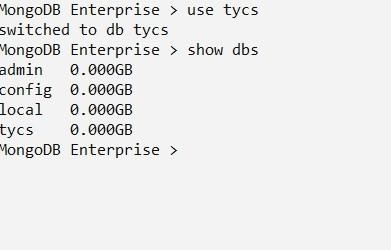 MongoDB Enterprise > use tycs
switched to db tycs
MongoDB Enterprise > show dbs
admin   0.000GB
config  0.000GB
local   0.000GB
tycs    0.000GB
MongoDB Enterprise >